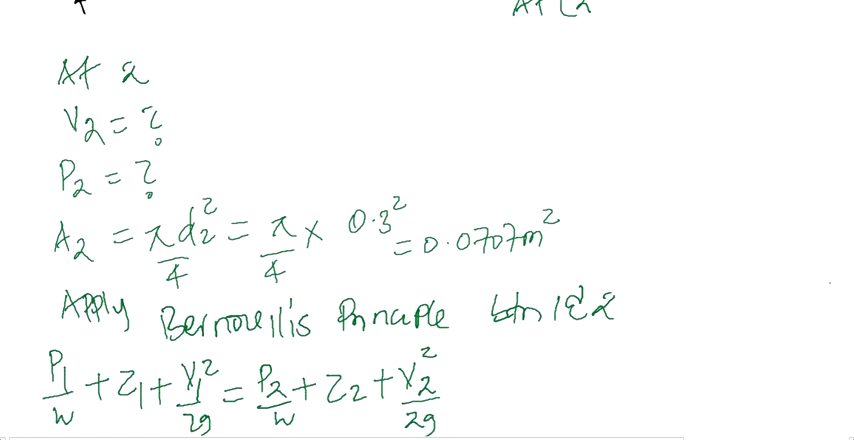 At 2
V₂ = ?
P₂ = ?
A₂ = πd₂²/4 = π/4 × 0.3² = 0.0707m²
Apply Bernoulli's Principle btn 1 & 2
P₁/w + Z₁ + V₁²/2g = P₂/w + Z₂ + V₂²/2g